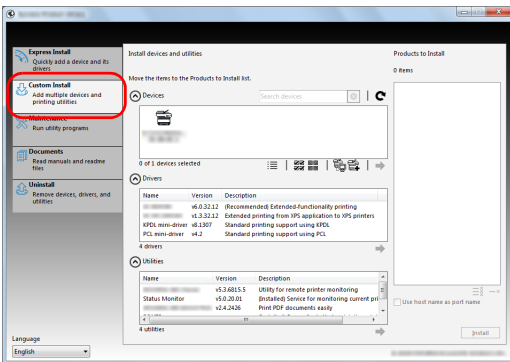 Express Install
Quickly add a device and its
drivers
Custom Install
Add multiple devices and
printing utilities
Maintenance
Run utility programs
Documents
Read manuals and readme
files
Uninstall
Remove devices, drivers, and
utilities
Language
English
Install devices and utilities
Move the items to the Products to Install list.
Devices
Search devices
0 of 1 devices selected
Drivers
Name Version Description
v6.0.32.12 (Recommended) Extended-functionality printing
v1.3.32.12 Extended printing from XPS application to XPS printers
KPDL mini-driver v8.1307 Standard printing support using KPDL
PCL mini-driver v4.2 Standard printing support using PCL
4 drivers
Utilities
Name Version Description
v5.3.6815.5 Utility for remote printer monitoring
Status Monitor v5.0.20.01 (Installed) Service for monitoring current pri
v2.4.2426 Print PDF documents easily
4 utilities
Products to Install
0 items
Use host name as port name
Install